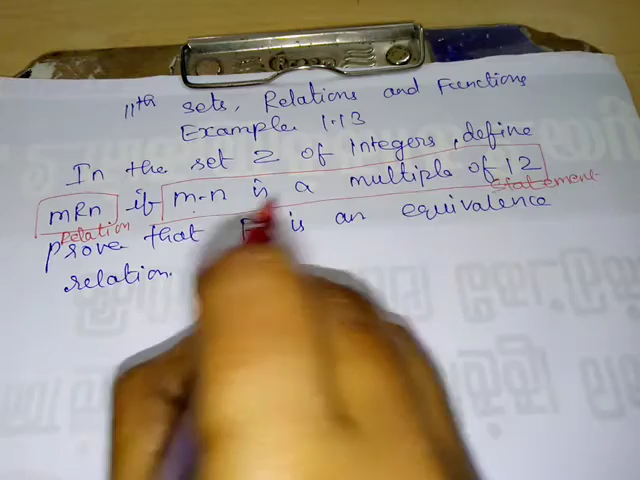 11th sets, Relations and Functions
Example 1.13
In the set Z of integers, define
mRn if m-n is a multiple of 12
Relation
Statement
prove that R is an equivalence
relation.